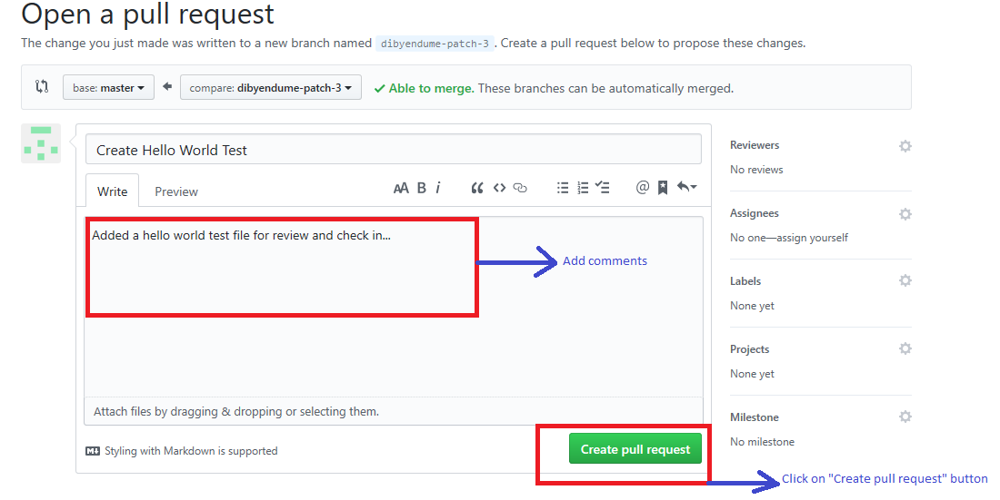 Open a pull request
The change you just made was written to a new branch named dibyendume-patch-3. Create a pull request below to propose these changes.
base: master compare: dibyendume-patch-3 Able to merge. These branches can be automatically merged.
Create Hello World Test
Write Preview AA B i @
Added a hello world test file for review and check in...
Add comments
Attach files by dragging & dropping or selecting them.
Styling with Markdown is supported
Create pull request
Click on "Create pull request" button
Reviewers
No reviews
Assignees
No one—assign yourself
Labels
None yet
Projects
None yet
Milestone
No milestone